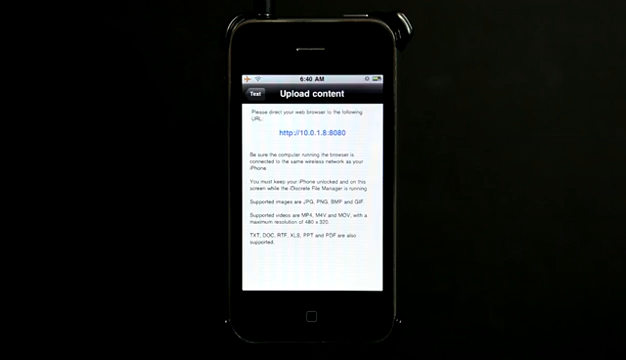 6:40 AM
Test
Upload content
Please direct your web browser to the following
URL:
http://10.0.1.8:8080
Be sure the computer running the browser is
connected to the same wireless network as your
iPhone.
You must keep your iPhone unlocked and on this
screen while the iDiscrete File Manager is running
Supported images are JPG, PNG, BMP and GIF.
Supported videos are MP4, M4V and MOV, with a
maximum resolution of 480 x 320.
TXT, DOC, RTF, XLS, PPT and PDF are also
supported.